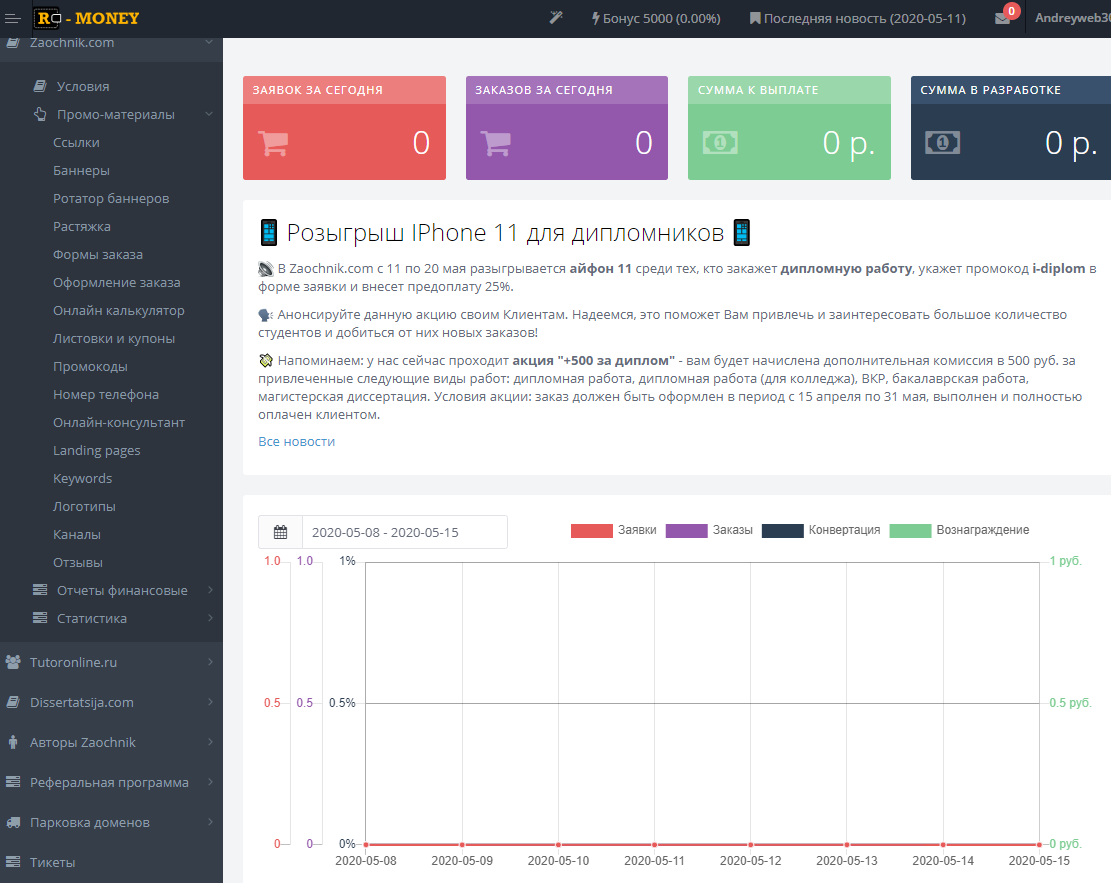 RC - MONEY
Бонус 5000 (0.00%)
Последняя новость (2020-05-11)
0
Zaochnik.com
Условия
Промо-материалы
Ссылки
Баннеры
Ротатор баннеров
Растяжка
Формы заказа
Оформление заказа
Онлайн калькулятор
Листовки и купоны
Промокоды
Номер телефона
Онлайн-консультант
Landing pages
Keywords
Логотипы
Каналы
Отзывы
Отчеты финансовые
Статистика
Tutoronline.ru
Dissertatsija.com
Авторы Zaochnik
Реферальная программа
Парковка доменов
Тикеты
ЗАЯВОК ЗА СЕГОДНЯ
0
ЗАКАЗОВ ЗА СЕГОДНЯ
0
СУММА К ВЫПЛАТЕ
0 р.
СУММА В РАЗРАБОТКЕ
0 р.
Розыгрыш IPhone 11 для дипломников
В Zaochnik.com с 11 по 20 мая разыгрывается айфон 11 среди тех, кто закажет дипломную работу, укажет промокод i-diplom в
форме заявки и внесет предоплату 25%.
Анонсируйте данную акцию своим Клиентам. Надеемся, это поможет Вам привлечь и заинтересовать большое количество
студентов и добиться от них новых заказов!
Напоминаем: у нас сейчас проходит акция "+500 за диплом" - вам будет начислена дополнительная комиссия в 500 руб. за
привлеченные следующие виды работ: дипломная работа, дипломная работа (для колледжа), ВКР, бакалаврская работа,
магистерская диссертация. Условия акции: заказ должен быть оформлен в период с 15 апреля по 31 мая, выполнен и полностью
оплачен клиентом.
Все новости
2020-05-08 - 2020-05-15
Заявки Заказы Конвертация Вознаграждение
1.0 1.0 1% 1 руб.
0.5 0.5 0.5% 0.5 руб.
0 0 0% 0 руб.
2020-05-08 2020-05-09 2020-05-10 2020-05-11 2020-05-12 2020-05-13 2020-05-14 2020-05-15